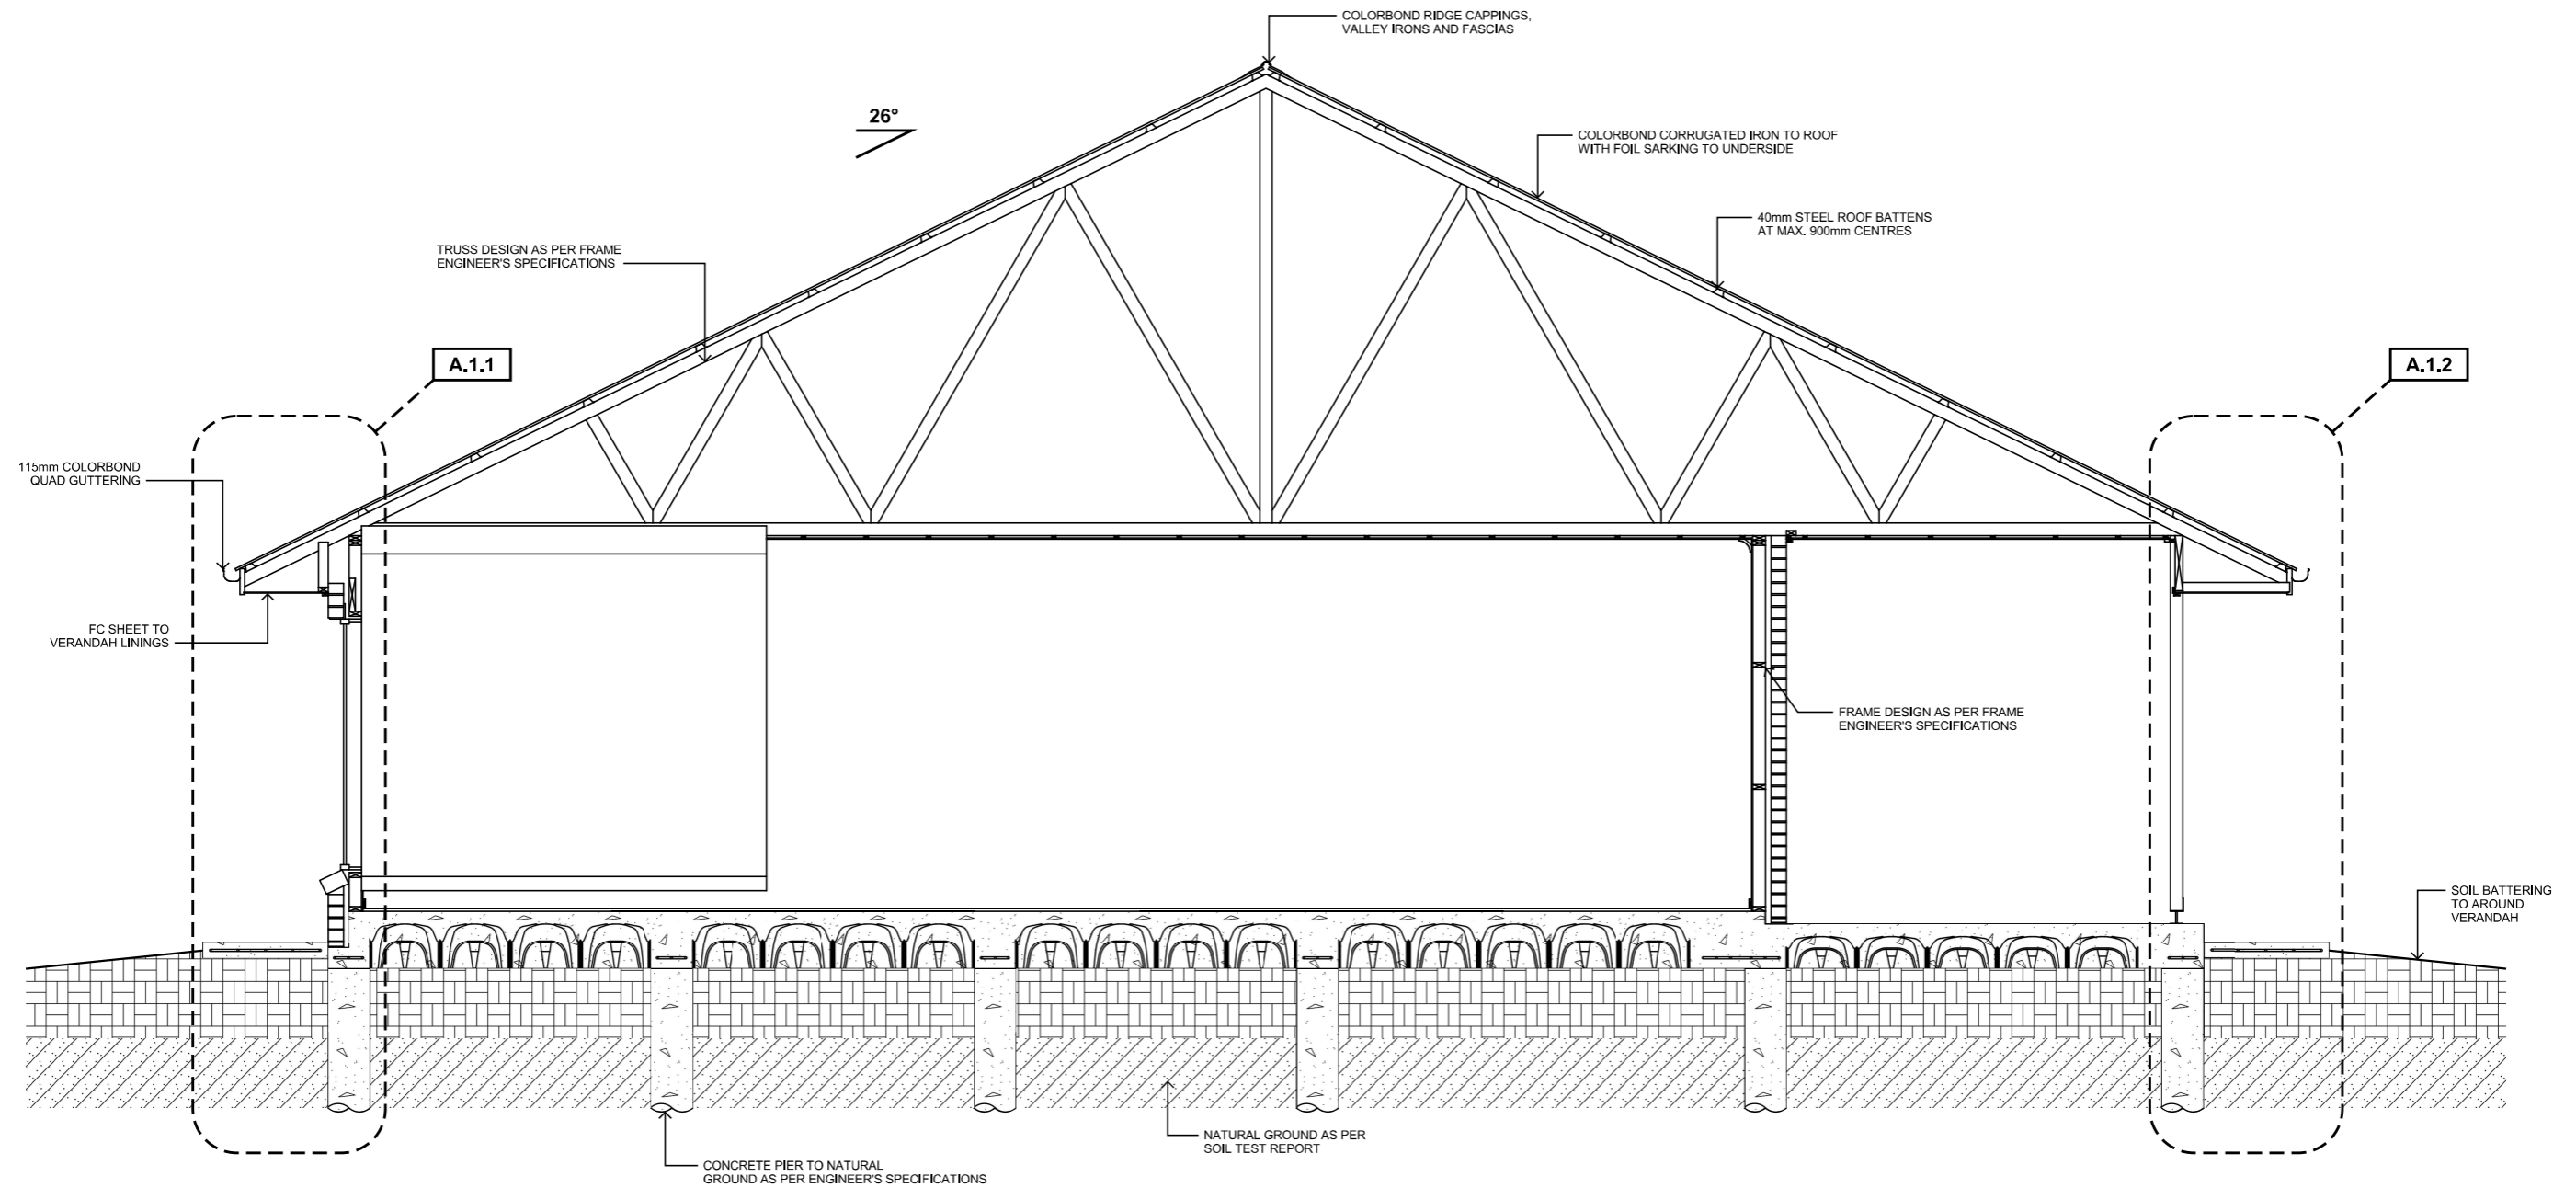 COLORBOND RIDGE CAPPINGS,
VALLEY IRONS AND FASCIAS
26°
COLORBOND CORRUGATED IRON TO ROOF
WITH FOIL SARKING TO UNDERSIDE
40mm STEEL ROOF BATTENS
AT MAX. 900mm CENTRES
TRUSS DESIGN AS PER FRAME
ENGINEER'S SPECIFICATIONS
A.1.1
A.1.2
115mm COLORBOND
QUAD GUTTERING
FC SHEET TO
VERANDAH LININGS
FRAME DESIGN AS PER FRAME
ENGINEER'S SPECIFICATIONS
SOIL BATTERING
TO AROUND
VERANDAH
NATURAL GROUND AS PER
SOIL TEST REPORT
CONCRETE PIER TO NATURAL
GROUND AS PER ENGINEER'S SPECIFICATIONS